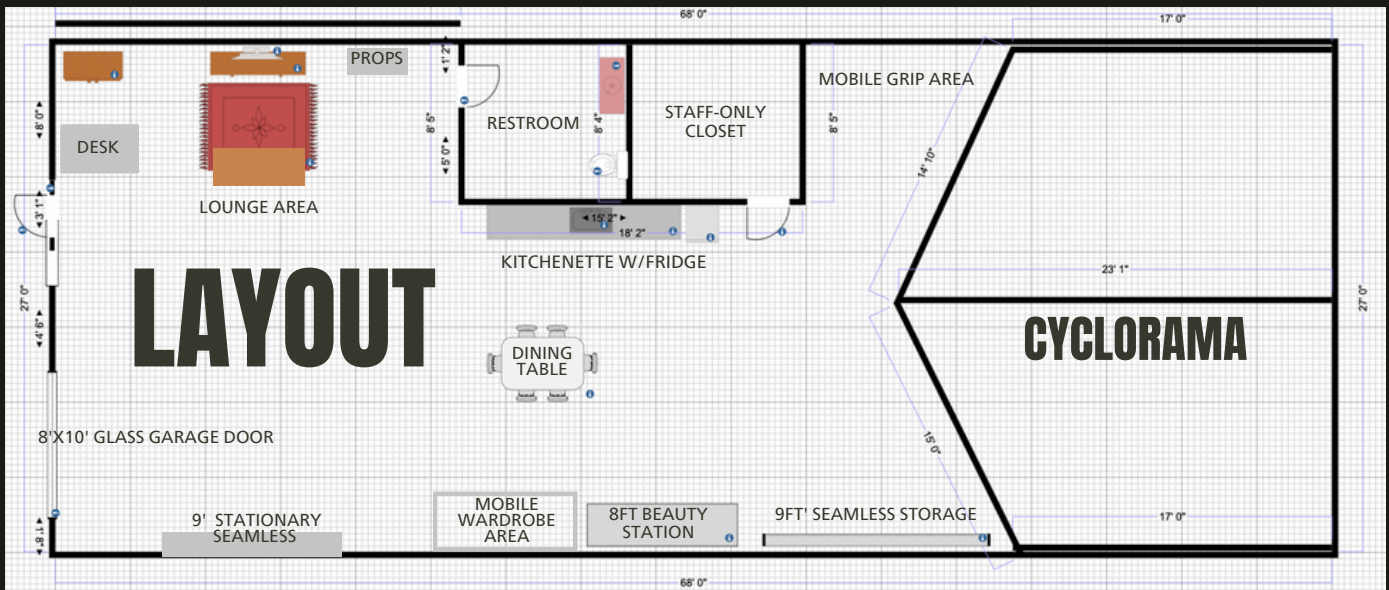 68' 0"
17' 0"
PROPS
1' 2"
MOBILE GRIP AREA
8' 0"
DESK
RESTROOM
STAFF-ONLY
CLOSET
8' 5"
8' 4"
8' 5"
5' 0"
14' 10"
3' 1"
LOUNGE AREA
15' 2"
18' 2"
KITCHENETTE W/FRIDGE
23' 1"
27' 0"
LAYOUT
27' 0"
4' 6"
CYCLORAMA
DINING
TABLE
8'X10' GLASS GARAGE DOOR
15' 0"
9' STATIONARY
SEAMLESS
MOBILE
WARDROBE
AREA
8FT BEAUTY
STATION
9FT' SEAMLESS STORAGE
17' 0"
68' 0"